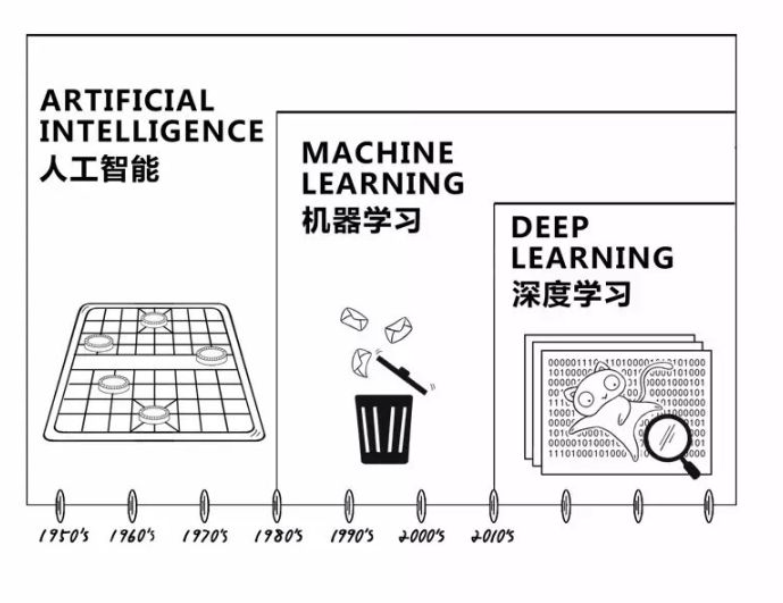 ARTIFICIAL
INTELLIGENCE
人工智能
MACHINE
LEARNING
机器学习
DEEP
LEARNING
深度学习
1950's
1960's
1970's
1980's
1990's
2000's
2010's